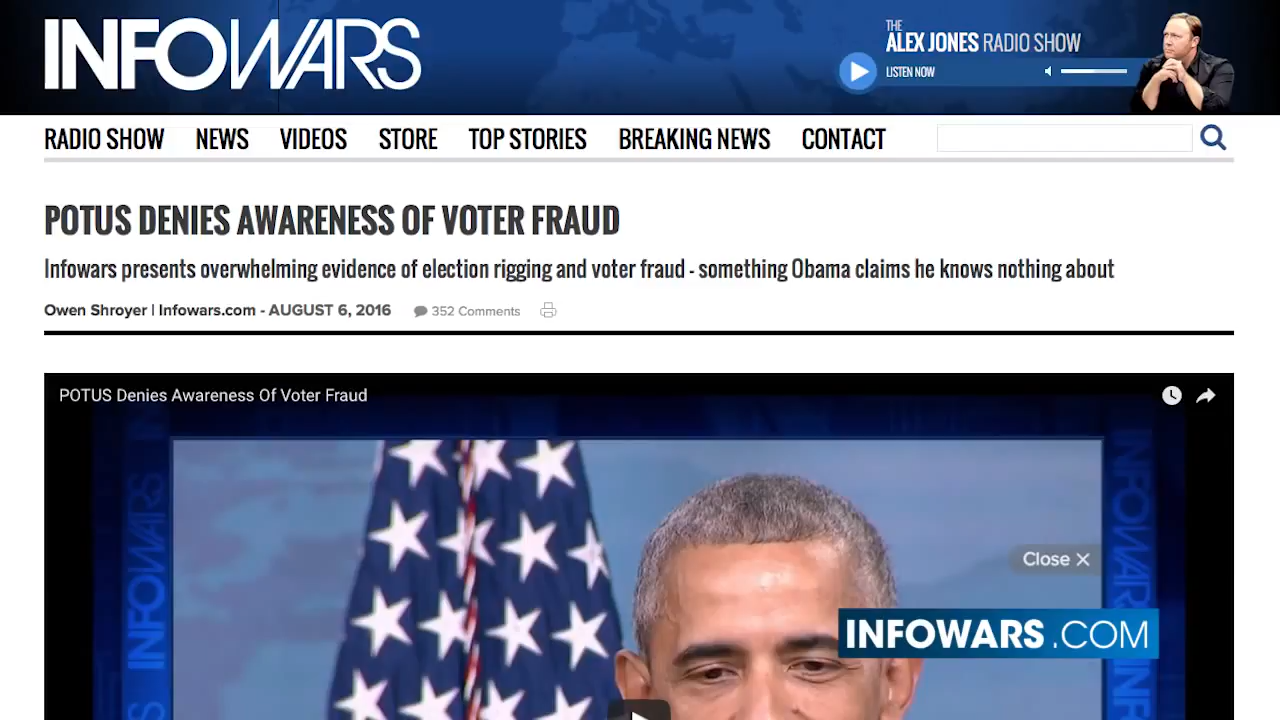 INFOWARS
THE
ALEX JONES RADIO SHOW
LISTEN NOW
RADIO SHOW NEWS VIDEOS STORE TOP STORIES BREAKING NEWS CONTACT
POTUS DENIES AWARENESS OF VOTER FRAUD
Infowars presents overwhelming evidence of election rigging and voter fraud - something Obama claims he knows nothing about
Owen Shroyer | Infowars.com - AUGUST 6, 2016 352 Comments
POTUS Denies Awareness Of Voter Fraud
INFOWARS
INFOWARS
Close X
INFOWARS.COM